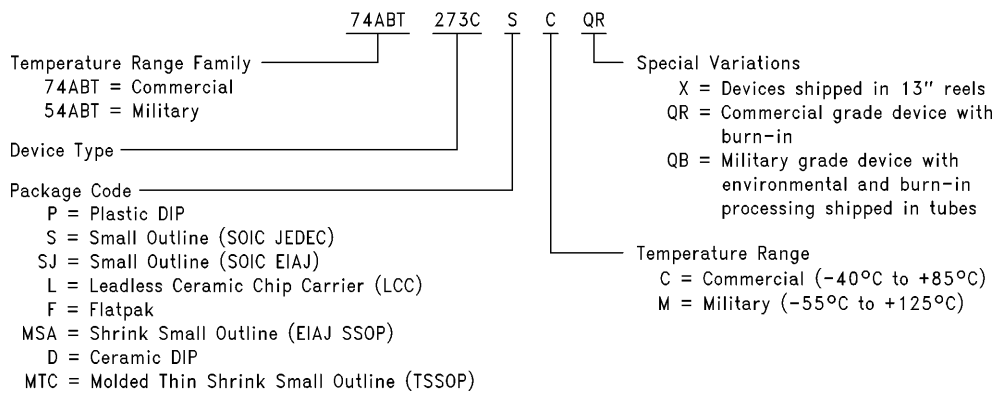 74ABT 273C S C QR
Temperature Range Family
74ABT = Commercial
54ABT = Military
Device Type
Package Code
P = Plastic DIP
S = Small Outline (SOIC JEDEC)
SJ = Small Outline (SOIC EIAJ)
L = Leadless Ceramic Chip Carrier (LCC)
F = Flatpak
MSA = Shrink Small Outline (EIAJ SSOP)
D = Ceramic DIP
MTC = Molded Thin Shrink Small Outline (TSSOP)
Special Variations
X = Devices shipped in 13" reels
QR = Commercial grade device with
burn-in
QB = Military grade device with
environmental and burn-in
processing shipped in tubes
Temperature Range
C = Commercial (-40°C to +85°C)
M = Military (-55°C to +125°C)